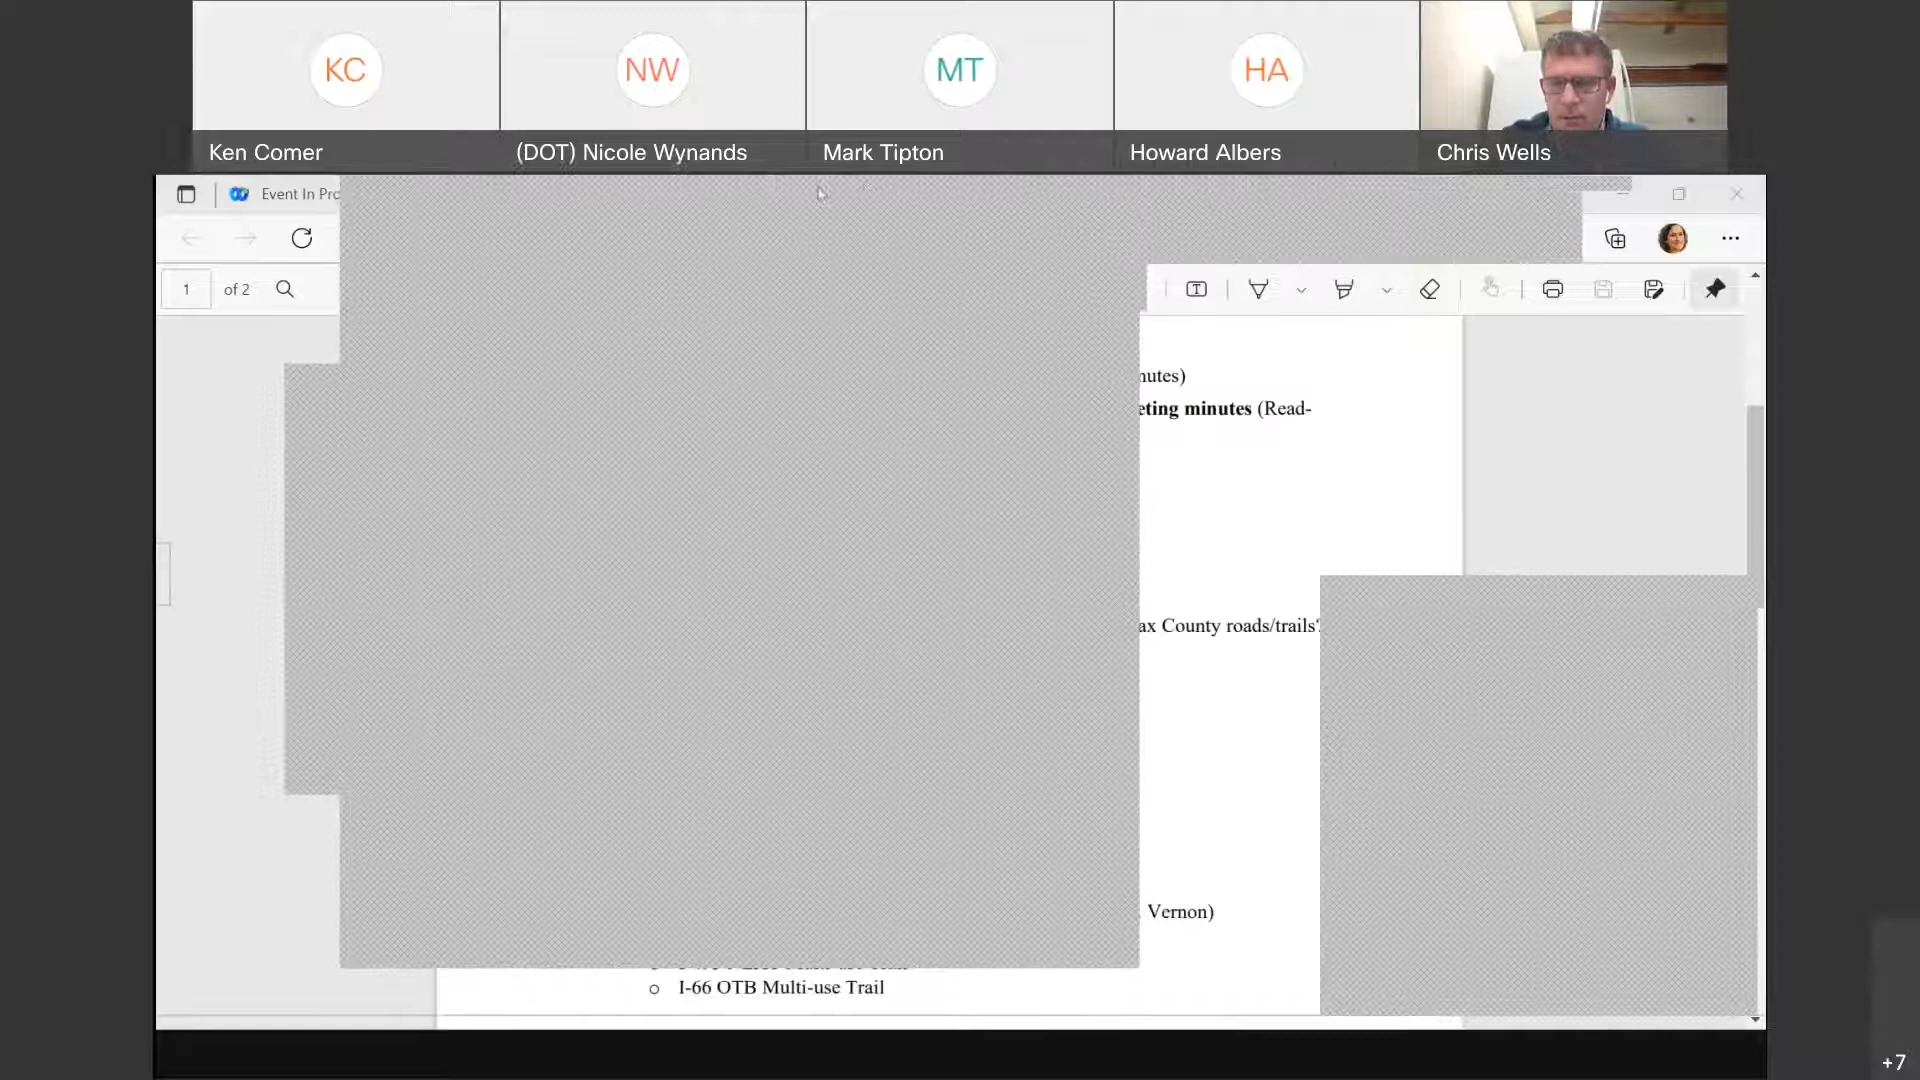 KC
NW
MT
HA
Ken Comer
(DOT) Nicole Wynands
Mark Tipton
Howard Albers
Chris Wells
Event In Pro
1 of 2
nutes)
eting minutes (Read-
ax County roads/trails?
Vernon)
I-66 OTB Multi-use Trail
+7